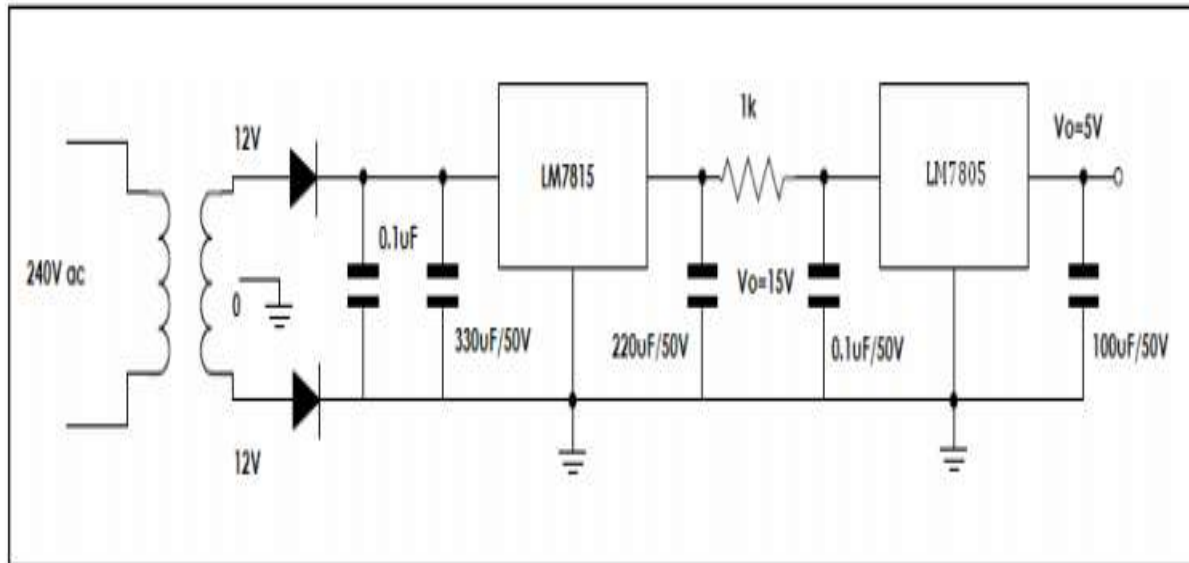 240V ac
12V
0
12V
0.1uF
330uF/50V
LM7815
220uF/50V
1k
Vo=15V
0.1uF/50V
LM7805
Vo=5V
100uF/50V